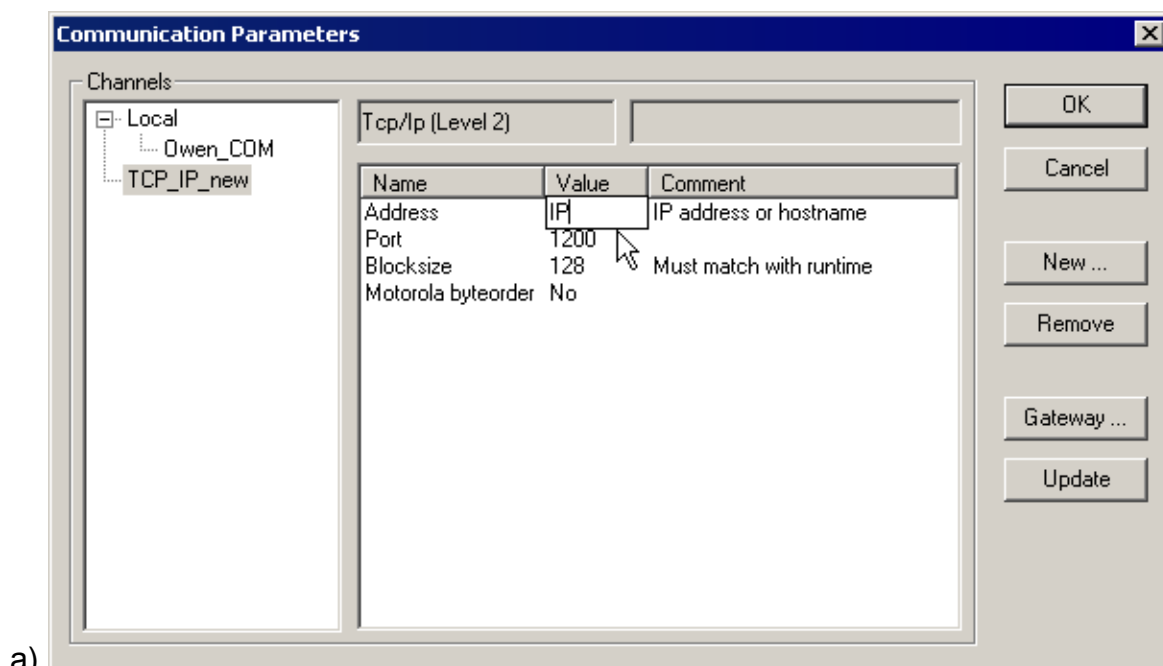 Communication Parameters
Channels
Local
Owen_COM
TCP_IP_new
Tcp/Ip (Level 2)
Name Value Comment
Address IP IP address or hostname
Port 1200
Blocksize 128 Must match with runtime
Motorola byteorder No
OK
Cancel
New ...
Remove
Gateway ...
Update
a)